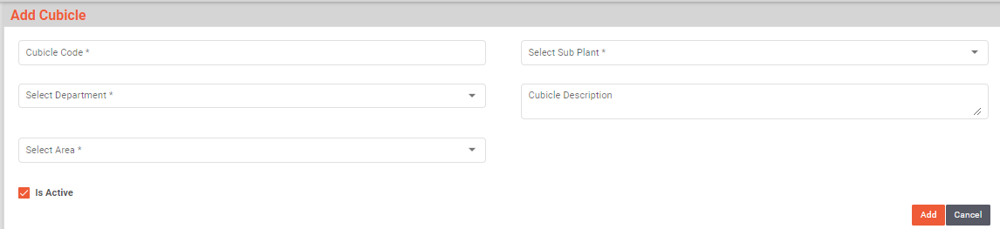 Add Cubicle
Cubicle Code *
Select Sub Plant *
Select Department *
Cubicle Description
Select Area *
Is Active
Add
Cancel